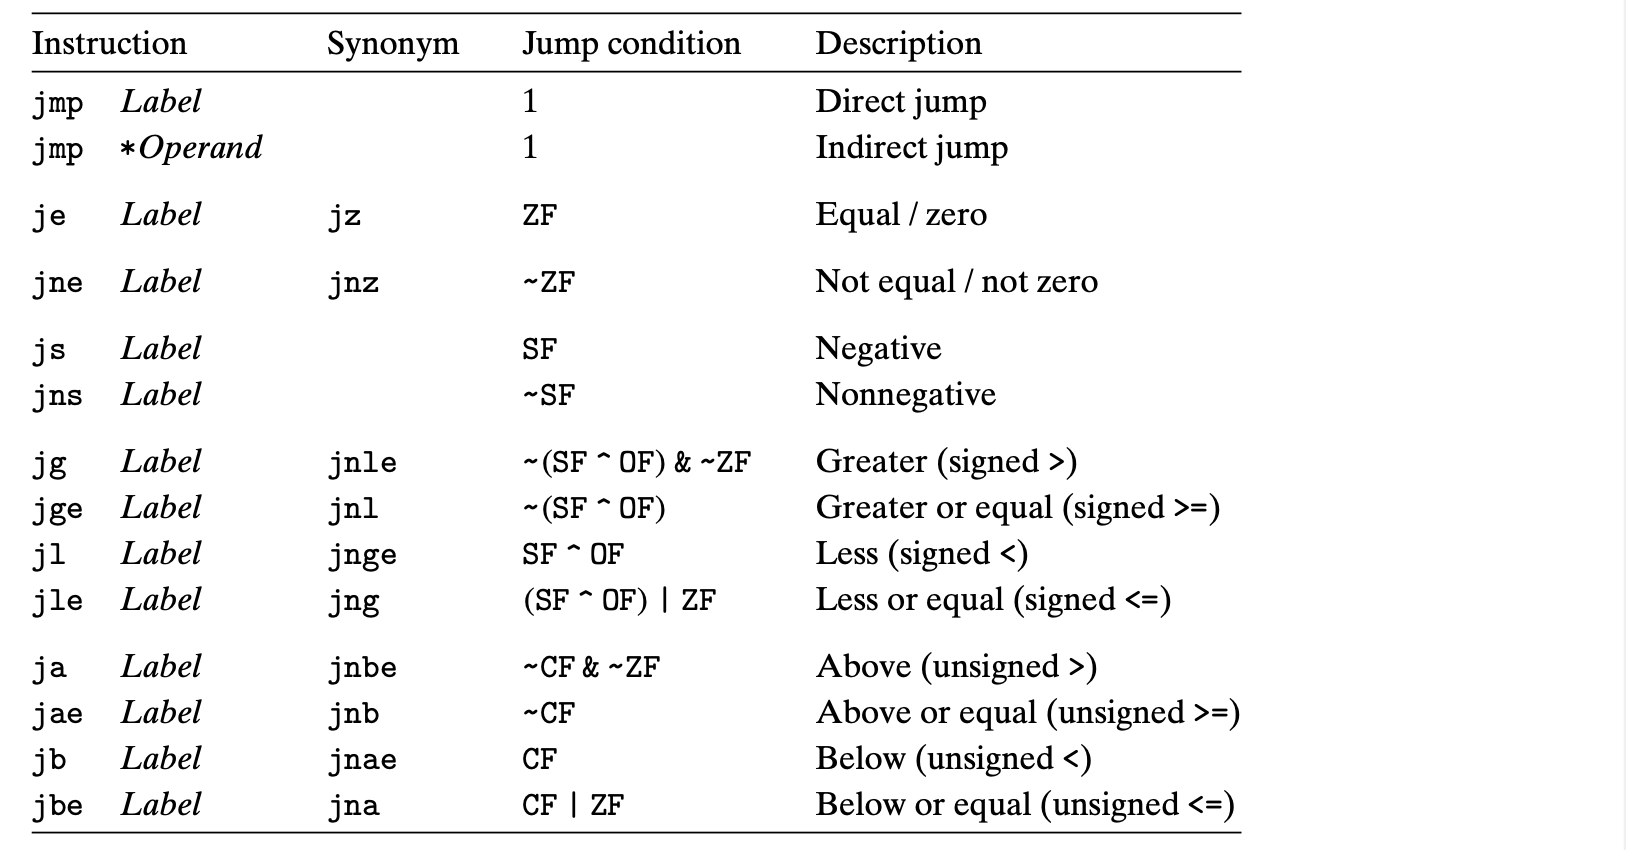 Instruction Synonym Jump condition Description
jmp Label 1 Direct jump
jmp *Operand 1 Indirect jump
je Label jz ZF Equal / zero
jne Label jnz ~ZF Not equal / not zero
js Label SF Negative
jns Label ~SF Nonnegative
jg Label jnle ~(SF ^ OF) & ~ZF Greater (signed >)
jge Label jnl ~(SF ^ OF) Greater or equal (signed >=)
jl Label jnge SF ^ OF Less (signed <)
jle Label jng (SF ^ OF) | ZF Less or equal (signed <=)
ja Label jnbe ~CF & ~ZF Above (unsigned >)
jae Label jnb ~CF Above or equal (unsigned >=)
jb Label jnae CF Below (unsigned <)
jbe Label jna CF | ZF Below or equal (unsigned <=)